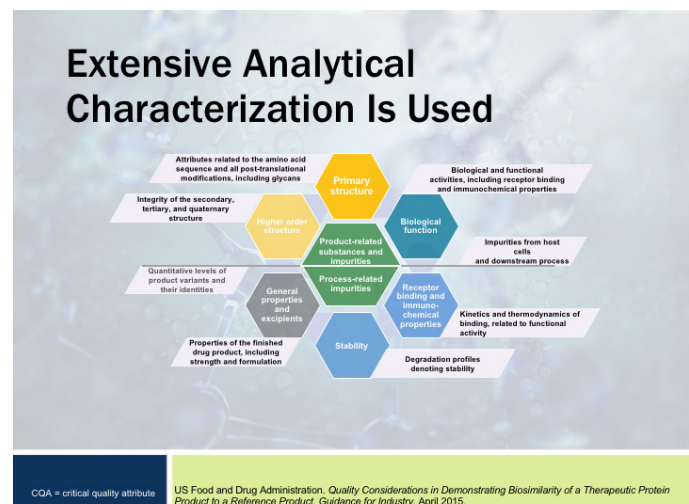 Extensive Analytical
Characterization Is Used
Attributes related to the amino acid
sequence and all post-translational
modifications, including glycans
Primary
structure
Biological and functional
activities, including receptor binding
and immunochemical properties
Integrity of the secondary,
tertiary, and quaternary
structure
Higher order
structure
Biological
function
Product-related
substances and
impurities
Impurities from host
cells
and downstream process
Quantitative levels of
product variants and
their identities
Process-related
impurities
General
properties
and
excipients
Receptor
binding and
immuno-
chemical
properties
Kinetics and thermodynamics of
binding, related to functional
activity
Properties of the finished
drug product, including
strength and formulation
Stability
Degradation profiles
denoting stability
CQA = critical quality attribute
US Food and Drug Administration. Quality Considerations in Demonstrating Biosimilarity of a Therapeutic Protein
Product to a Reference Product. Guidance for Industry. April 2015.